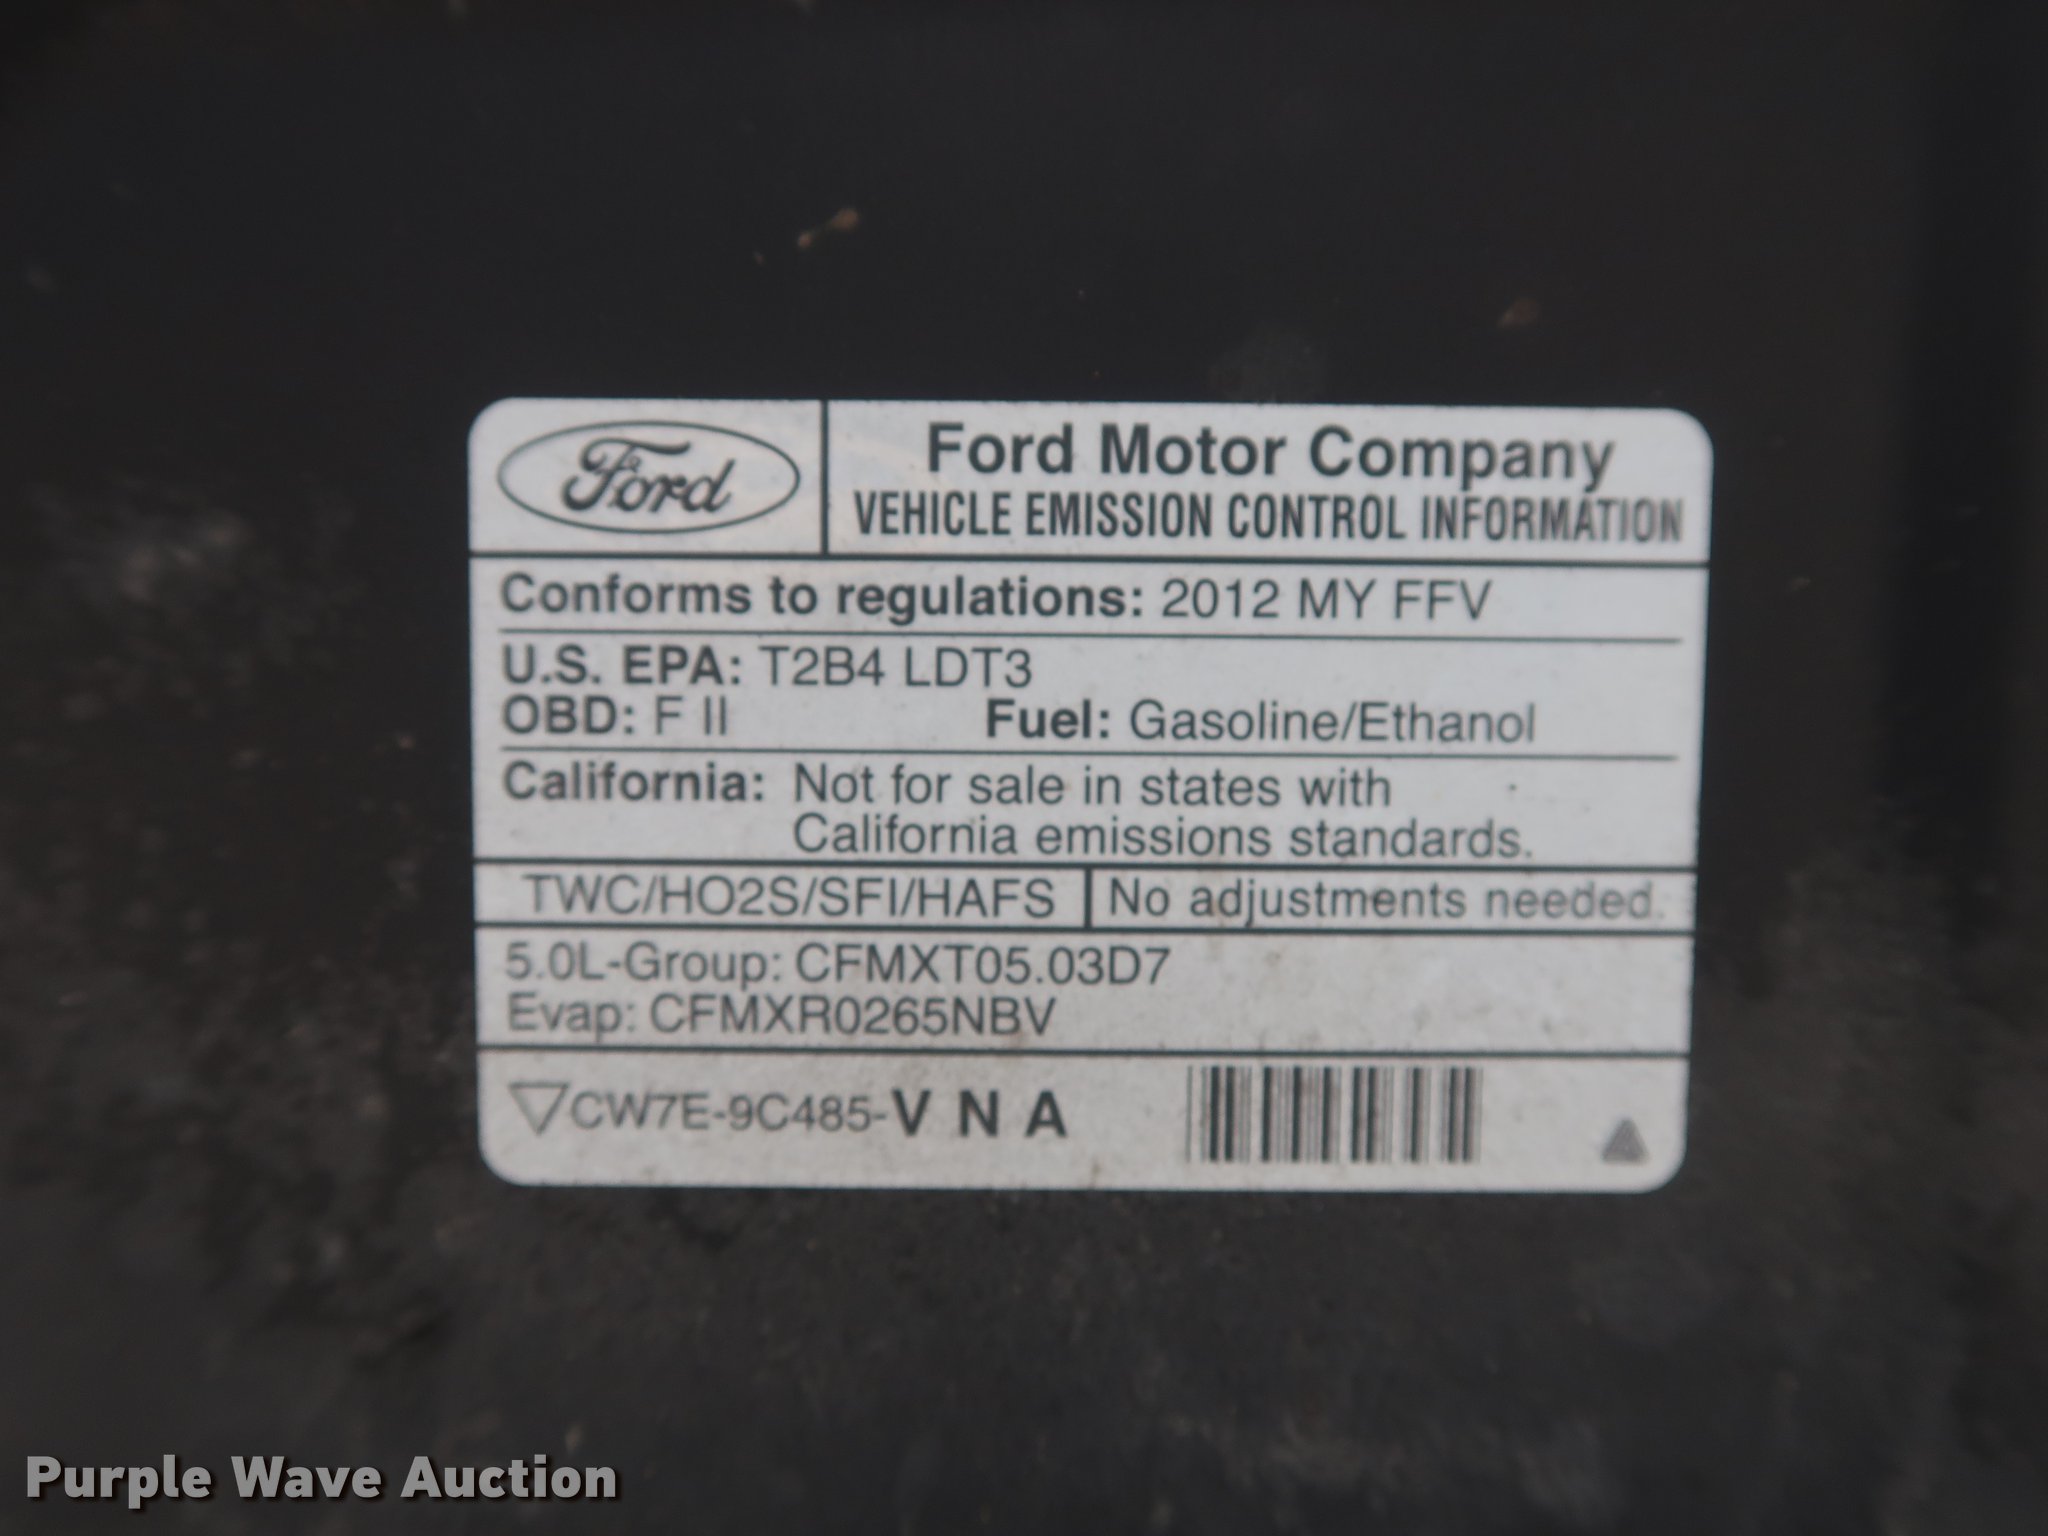 Ford
Ford Motor Company
VEHICLE EMISSION CONTROL INFORMATION
Conforms to regulations: 2012 MY FFV
U.S. EPA: T2B4 LDT3
OBD: F II Fuel: Gasoline/Ethanol
California: Not for sale in states with
California emissions standards.
TWC/HO2S/SFI/HAFS No adjustments needed.
5.0L-Group: CFMXT05.03D7
Evap: CFMXR0265NBV
CW7E-9C485-V N A
Purple Wave Auction